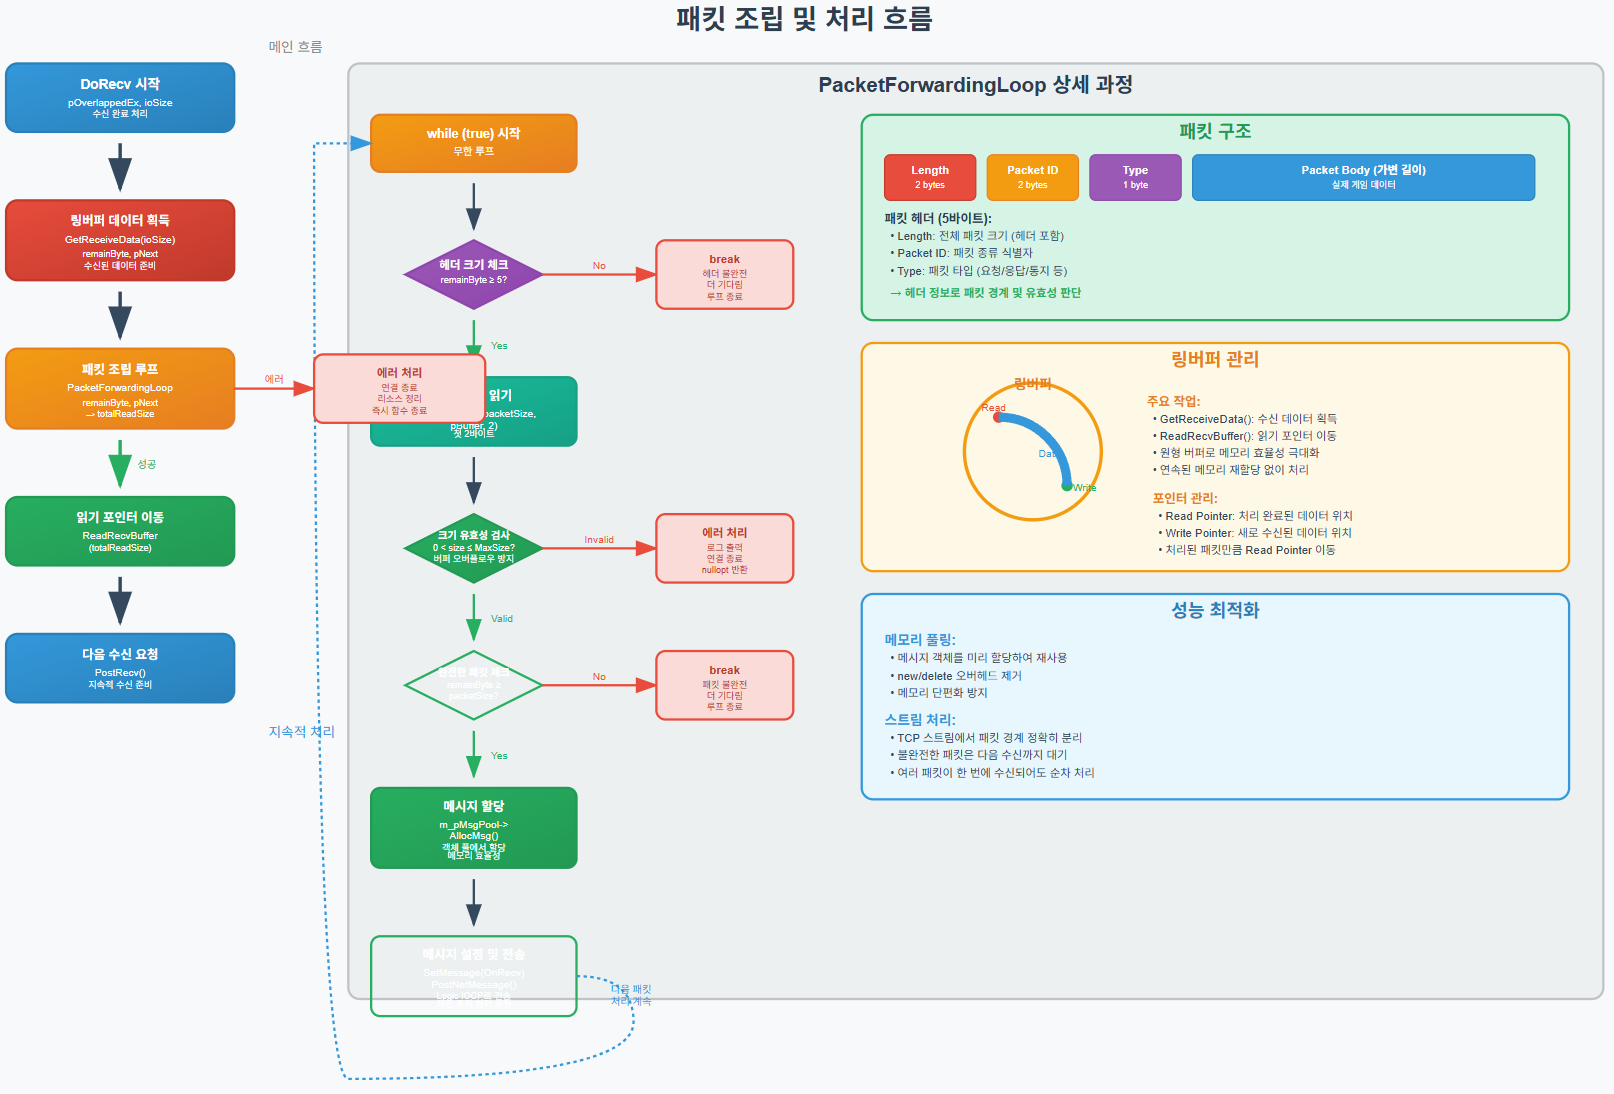 패킷 조립 및 처리 흐름
메인 흐름
DoRecv 시작
pOverlappedEx, ioSize
수신 완료 처리
링버퍼 데이터 획득
GetReceiveData(ioSize)
remainByte, pNext
수신된 데이터 준비
패킷 조립 루프
PacketForwardingLoop
remainByte, pNext
→ totalReadSize
에러
성공
읽기 포인터 이동
ReadRecvBuffer
(totalReadSize)
다음 수신 요청
PostRecv()
지속적 수신 준비
지속적 처리
PacketForwardingLoop 상세 과정
while (true) 시작
무한 루프
헤더 크기 체크
remainByte ≥ 5?
No
break
헤더 불완전
더 기다림
루프 종료
Yes
에러 처리
연결 종료
리소스 정리
즉시 함수 종료
읽기
packetSize,
pBuffer, 2)
첫 2바이트
크기 유효성 검사
0 < size ≤ MaxSize?
버퍼 오버플로우 방지
Invalid
에러 처리
로그 출력
연결 종료
nullopt 반환
Valid
완전한 패킷 체크
remainByte ≥
packetSize?
No
break
패킷 불완전
더 기다림
루프 종료
Yes
메시지 할당
m_pMsgPool->
AllocMsg()
객체 풀에서 할당
메모리 효율성
메시지 설정 및 전송
SetMessage(OnRecv)
PostNetMessage()
Logic IOCP로 전송
다음 패킷
처리 계속
패킷 구조
Length
2 bytes
Packet ID
2 bytes
Type
1 byte
Packet Body (가변 길이)
실제 게임 데이터
패킷 헤더 (5바이트):
• Length: 전체 패킷 크기 (헤더 포함)
• Packet ID: 패킷 종류 식별자
• Type: 패킷 타입 (요청/응답/통지 등)
→ 헤더 정보로 패킷 경계 및 유효성 판단
링버퍼 관리
링버퍼
Read
Data
Write
주요 작업:
• GetReceiveData(): 수신 데이터 획득
• ReadRecvBuffer(): 읽기 포인터 이동
• 원형 버퍼로 메모리 효율성 극대화
• 연속된 메모리 재할당 없이 처리
포인터 관리:
• Read Pointer: 처리 완료된 데이터 위치
• Write Pointer: 새로 수신된 데이터 위치
• 처리된 패킷만큼 Read Pointer 이동
성능 최적화
메모리 풀링:
• 메시지 객체를 미리 할당하여 재사용
• new/delete 오버헤드 제거
• 메모리 단편화 방지
스트림 처리:
• TCP 스트림에서 패킷 경계 정확히 분리
• 불완전한 패킷은 다음 수신까지 대기
• 여러 패킷이 한 번에 수신되어도 순차 처리